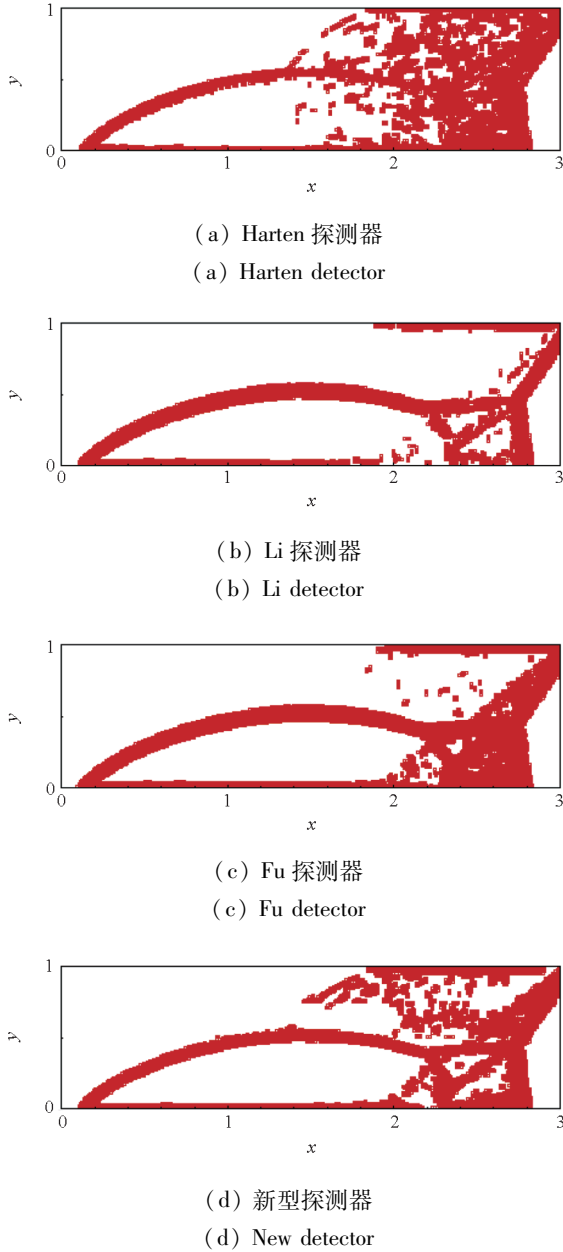 1
y
0
0 1 2 3
x
(a) Harten 探测器
(a) Harten detector
1
y
0
0 1 2 3
x
(b) Li 探测器
(b) Li detector
1
y
0
0 1 2 3
x
(c) Fu 探测器
(c) Fu detector
1
y
0
0 1 2 3
x
(d) 新型探测器
(d) New detector